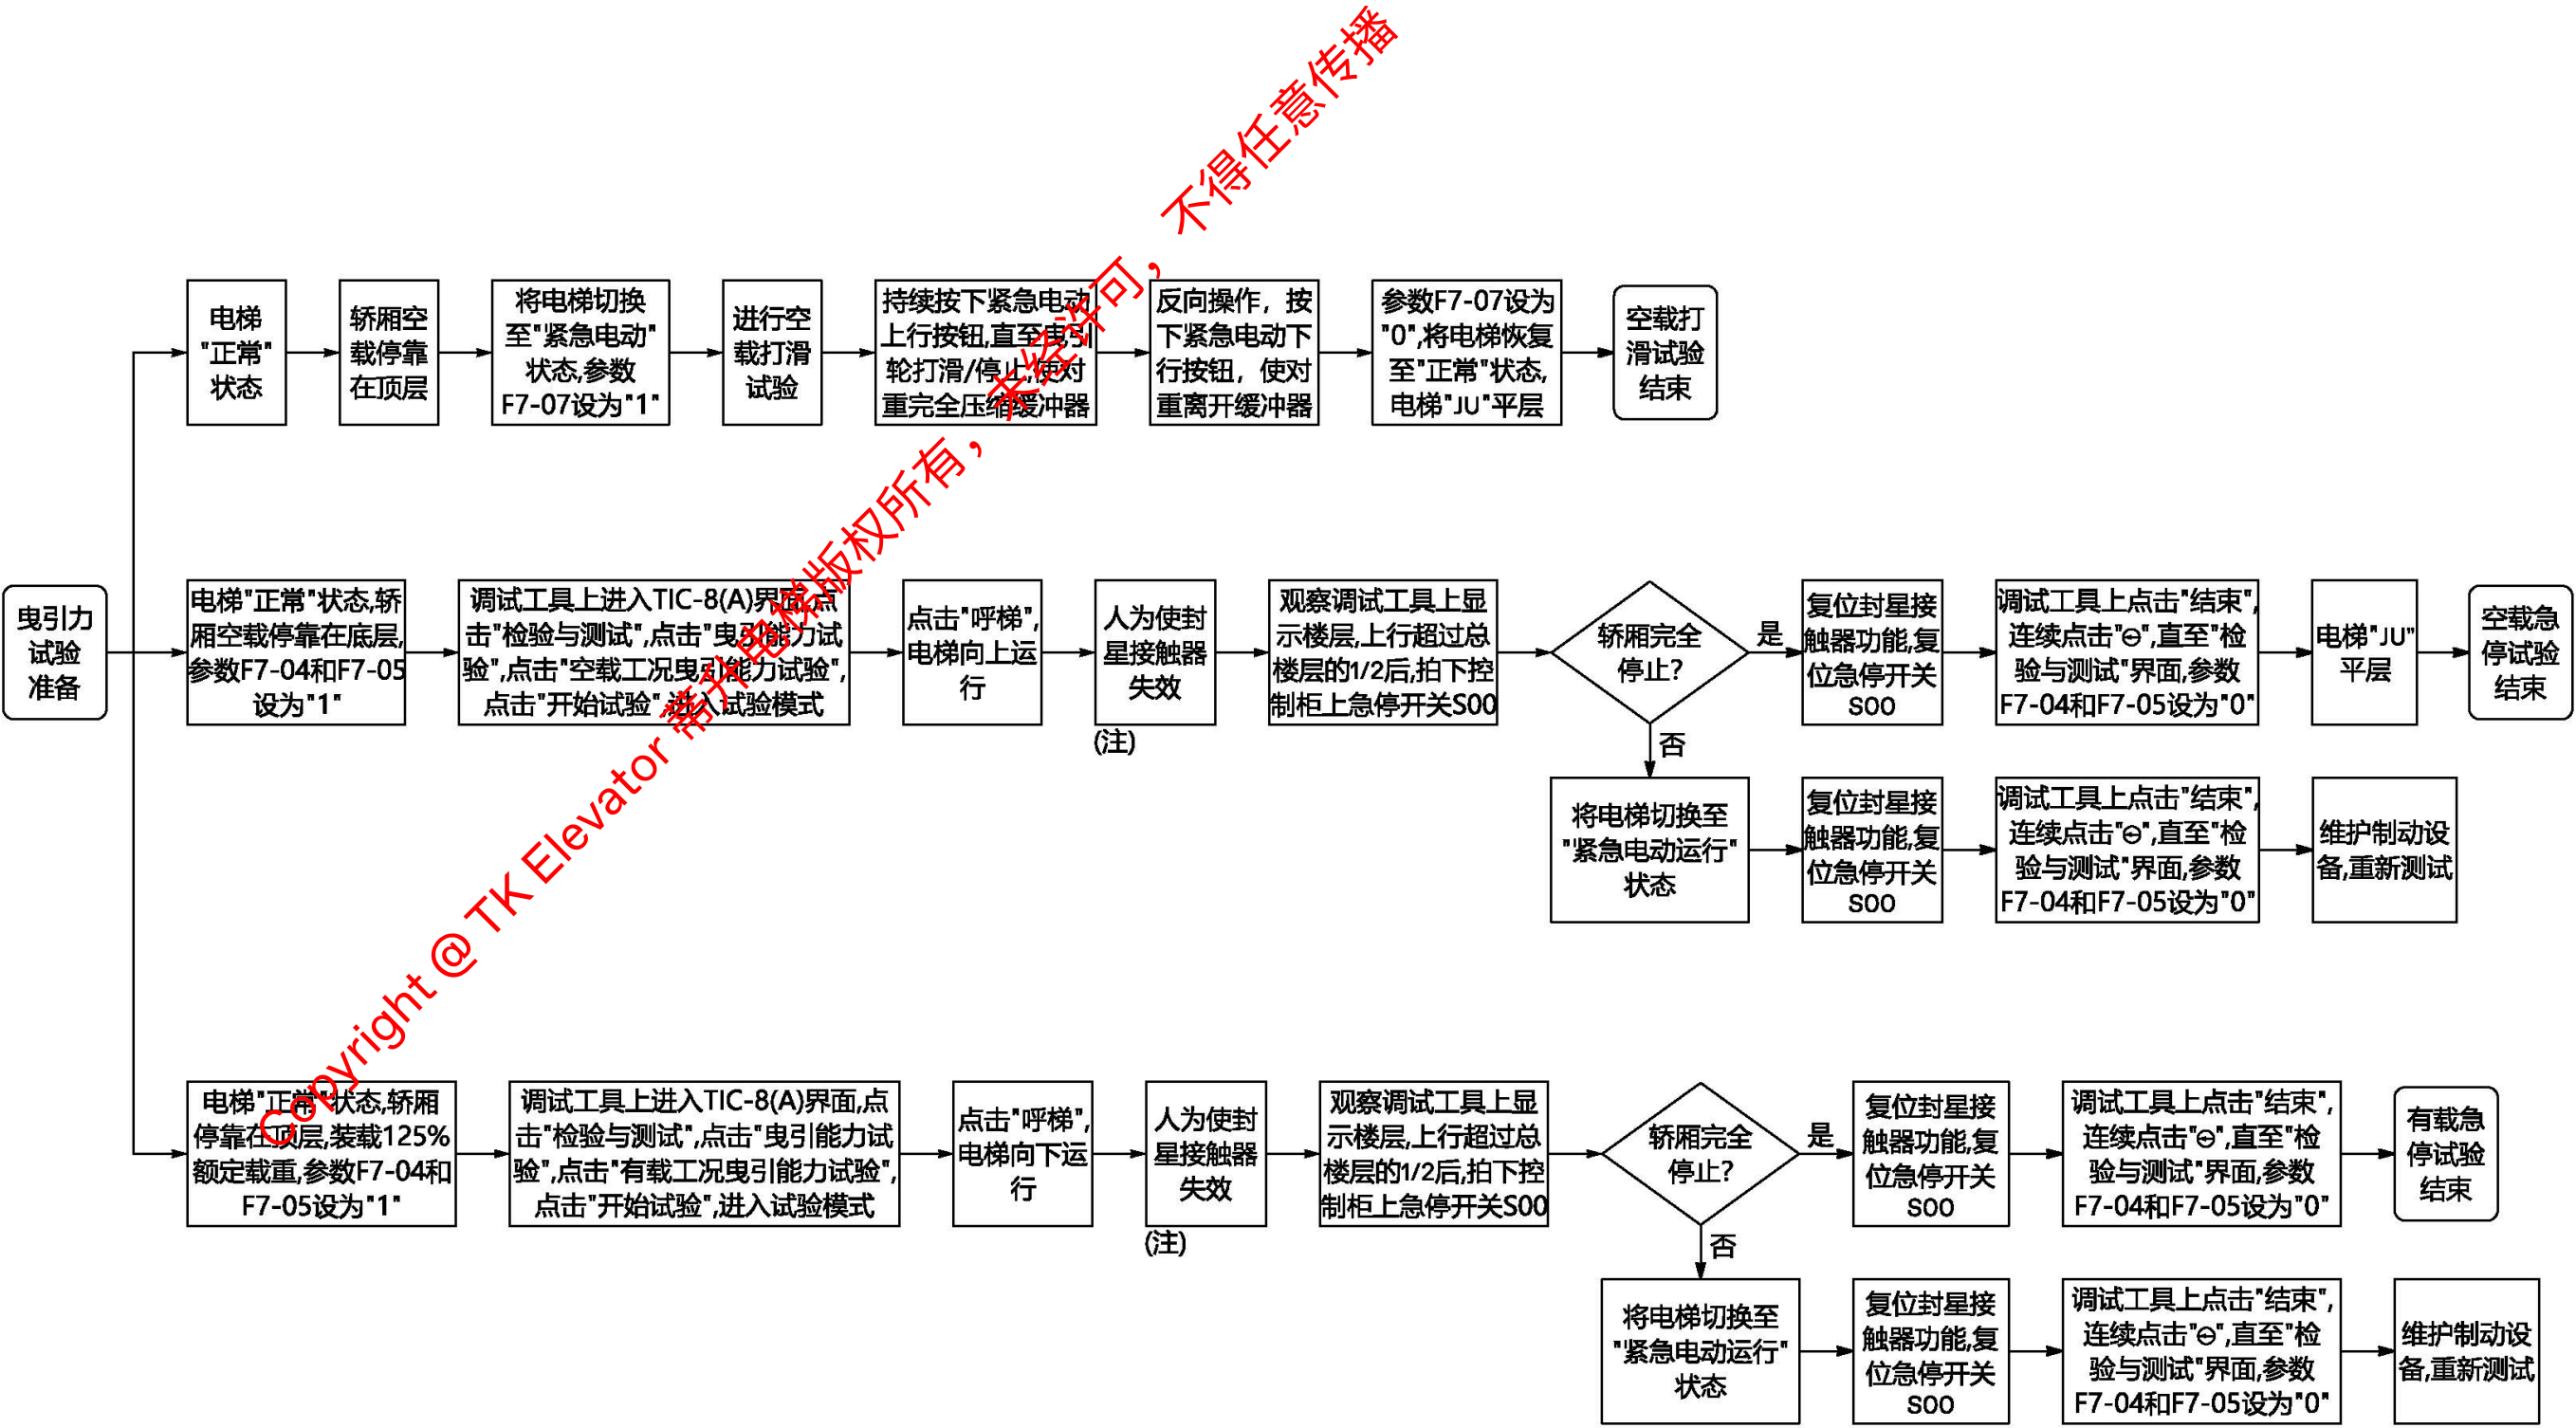 曳引力
试验
准备
电梯
"正常"
状态
轿厢空
载停靠
在顶层
将电梯切换
至"紧急电动"
状态,参数
F7-07设为"1"
进行空
载打滑
试验
持续按下紧急电动
上行按钮,直至曳引
轮打滑/停止,使对
重完全压缩缓冲器
反向操作，按
下紧急电动下
行按钮，使对
重离开缓冲器
参数F7-07设为
"0",将电梯恢复
至"正常"状态,
电梯"JU"平层
空载打
滑试验
结束
电梯"正常"状态,轿
厢空载停靠在底层,
参数F7-04和F7-05
设为"1"
调试工具上进入TIC-8(A)界面,点
击"检验与测试",点击"曳引能力试
验",点击"空载工况曳引能力试验",
点击"开始试验",进入试验模式
点击"呼梯",
电梯向上运
行
人为使封
星接触器
失效
(注)
观察调试工具上显
示楼层,上行超过总
楼层的1/2后,拍下控
制柜上急停开关S00
轿厢完全
停止?
是
复位封星接
触器功能,复
位急停开关
S00
调试工具上点击"结束",
连续点击"⊖",直至"检
验与测试"界面,参数
F7-04和F7-05设为"0"
电梯"JU"
平层
空载急
停试验
结束
否
将电梯切换至
"紧急电动运行"
状态
复位封星接
触器功能,复
位急停开关
S00
调试工具上点击"结束",
连续点击"⊖",直至"检
验与测试"界面,参数
F7-04和F7-05设为"0"
维护制动设
备,重新测试
电梯"正常"状态,轿厢
停靠在顶层,装载125%
额定载重,参数F7-04和
F7-05设为"1"
调试工具上进入TIC-8(A)界面,点
击"检验与测试",点击"曳引能力试
验",点击"有载工况曳引能力试验",
点击"开始试验",进入试验模式
点击"呼梯",
电梯向下运
行
人为使封
星接触器
失效
(注)
观察调试工具上显
示楼层,上行超过总
楼层的1/2后,拍下控
制柜上急停开关S00
轿厢完全
停止?
是
复位封星接
触器功能,复
位急停开关
S00
调试工具上点击"结束",
连续点击"⊖",直至"检
验与测试"界面,参数
F7-04和F7-05设为"0"
有载急
停试验
结束
否
将电梯切换至
"紧急电动运行"
状态
复位封星接
触器功能,复
位急停开关
S00
调试工具上点击"结束",
连续点击"⊖",直至"检
验与测试"界面,参数
F7-04和F7-05设为"0"
维护制动设
备,重新测试
Copyright @ TK Elevator 蒂升电梯版权所有，未经许可，不得任意传播